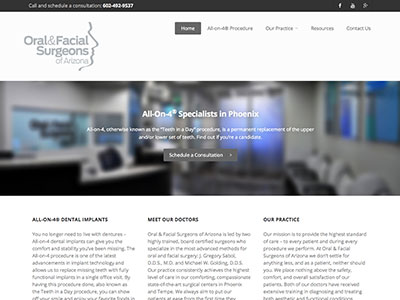 Call and schedule a consultation: 602-492-9537
Oral&Facial
Surgeons
of Arizona
Home
All-on-4® Procedure
Our Practice
Resources
Contact Us
All-On-4® Specialists in Phoenix
All-on-4, otherwise known as the "Teeth in a Day" procedure, is a permanent replacement of the upper
and/or lower set of teeth. Find out if you're a candidate.
Schedule a Consultation
ALL-ON-4® DENTAL IMPLANTS
You no longer need to live with dentures -
All-on-4 dental implants can give you the
comfort and stability you've been missing. The
All-on-4 procedure is one of the latest
advancements in implant technology and
allows us to replace missing teeth with fully
functional implants in a single office visit. By
having this procedure done, also known as
the Teeth in a Day procedure, you can show
off your smile and enjoy your favorite foods in
MEET OUR DOCTORS
Oral & Facial Surgeons of Arizona is led by two
highly trained, board certified surgeons who
specialize in the most advanced methods for
oral and facial surgery: J. Gregory Sabol,
D.D.S., M.D. and Michael W. Golding, D.D.S.
Our practice consistently achieves the highest
level of care in our comforting, compassionate
state-of-the-art surgical centers in Phoenix
and Tempe. We always aim to put our
patients at ease from the first time they
OUR PRACTICE
Our mission is to provide the highest standard
of care – to every patient and during every
procedure we perform. At Oral & Facial
Surgeons of Arizona we don't settle for
anything less, and as a patient, neither should
you. We place nothing above the safety,
comfort, and overall satisfaction of our
patients. Both of our doctors have received
extensive training in diagnosing and treating
both aesthetic and functional conditions